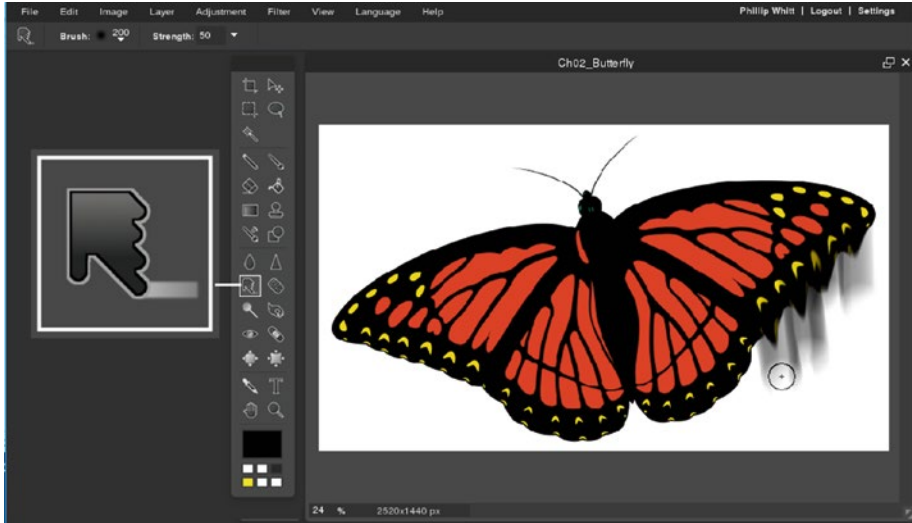 File Edit Image Layer Adjustment Filter View Language Help Phillip Whitt | Logout | Settings
Brush: 200 Strength: 50
Ch02_Butterfly
T
24 % 2520x1440 px